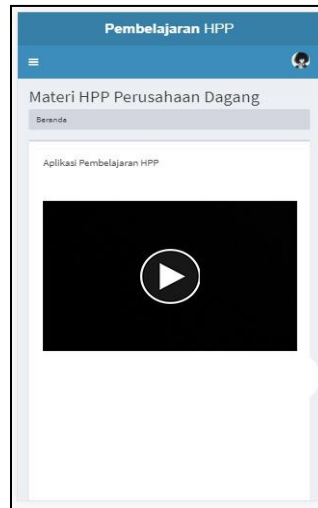 Pembelajaran HPP
Materi HPP Perusahaan Dagang
Beranda
Aplikasi Pembelajaran HPP